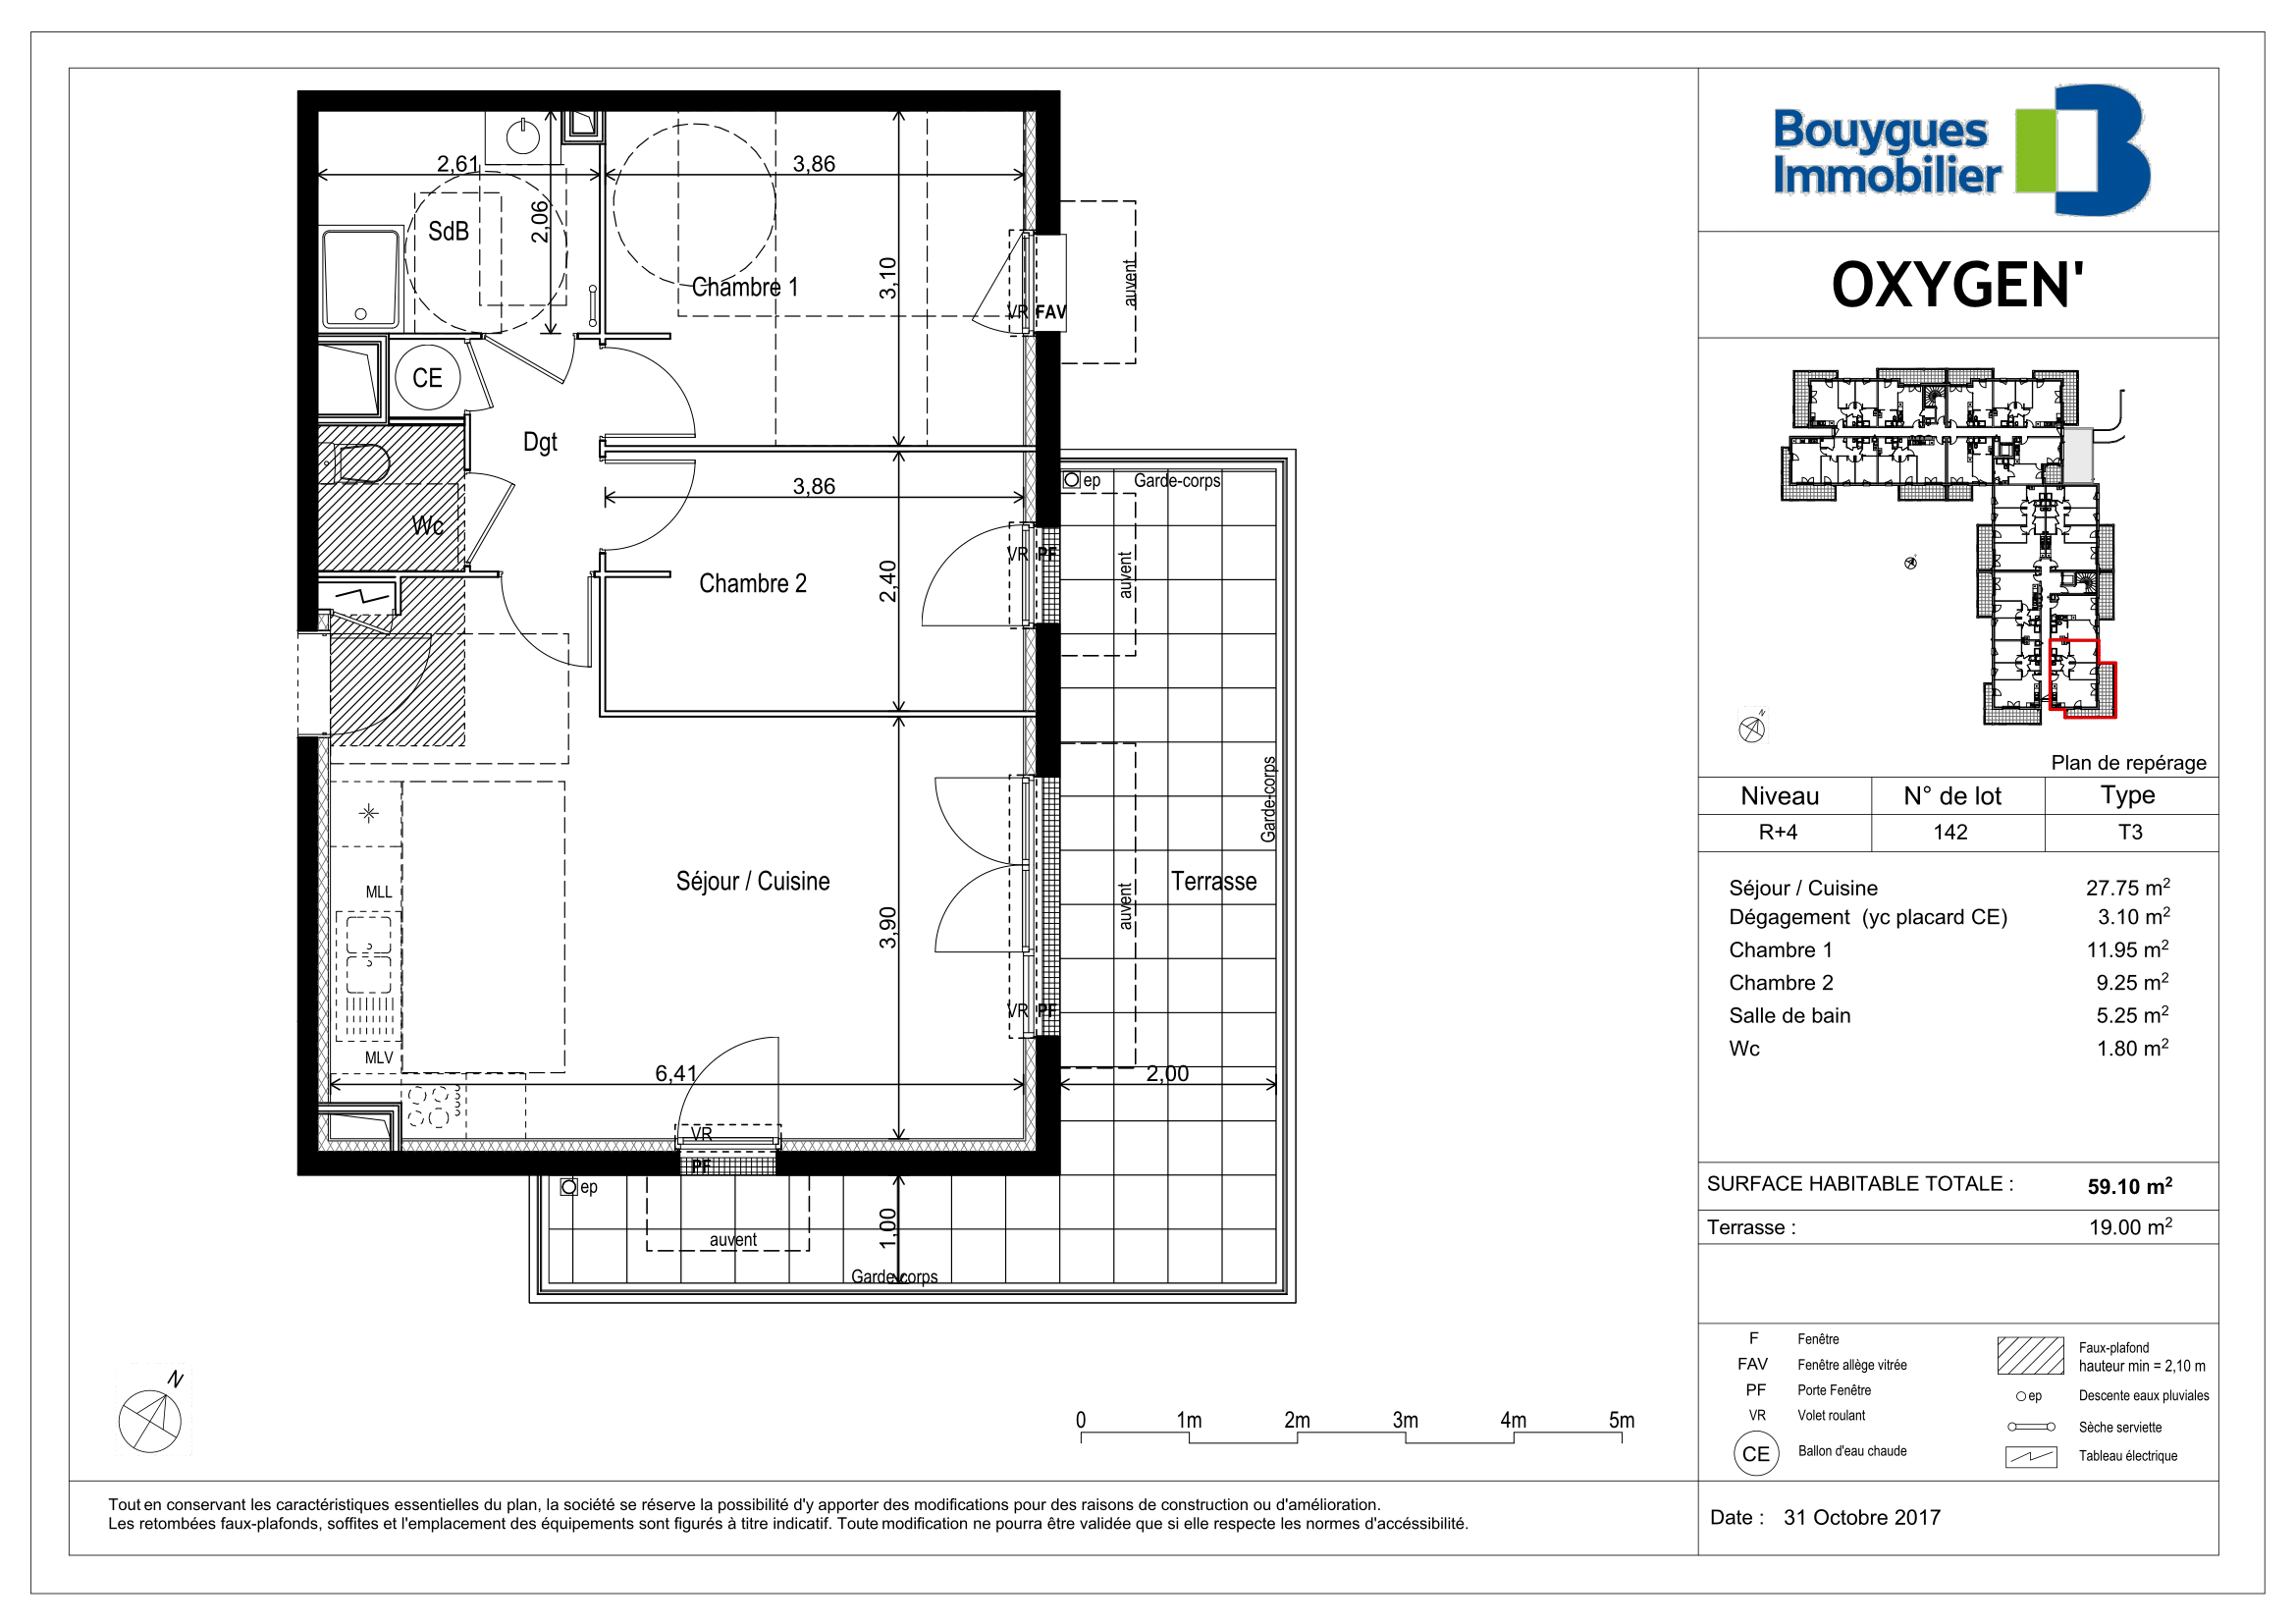 2,61
3,86
2,06
SdB
Chambre 1
3,10
VR FAV
auvent
CE
Dgt
Wc
3,86
ep
Garde-corps
VR PF
auvent
Chambre 2
2,40
Garde-corps
MLL
Séjour / Cuisine
3,90
auvent
Terrasse
VR PF
MLV
6,41
2,00
VR
PF
ep
auvent
1,00
Garde-corps
N
0 1m 2m 3m 4m 5m
Tout en conservant les caractéristiques essentielles du plan, la société se réserve la possibilité d'y apporter des modifications pour des raisons de construction ou d'amélioration.
Les retombées faux-plafonds, soffites et l'emplacement des équipements sont figurés à titre indicatif. Toute modification ne pourra être validée que si elle respecte les normes d'accéssibilité.
Bouygues
Immobilier
OXYGEN'
N
Plan de repérage
Niveau N° de lot Type
R+4 142 T3
Séjour / Cuisine 27.75 m²
Dégagement (yc placard CE) 3.10 m²
Chambre 1 11.95 m²
Chambre 2 9.25 m²
Salle de bain 5.25 m²
Wc 1.80 m²
SURFACE HABITABLE TOTALE : 59.10 m²
Terrasse : 19.00 m²
F Fenêtre
FAV Fenêtre allège vitrée
PF Porte Fenêtre
VR Volet roulant
CE Ballon d'eau chaude
Faux-plafond
hauteur min = 2,10 m
ep Descente eaux pluviales
Sèche serviette
Tableau électrique
Date : 31 Octobre 2017